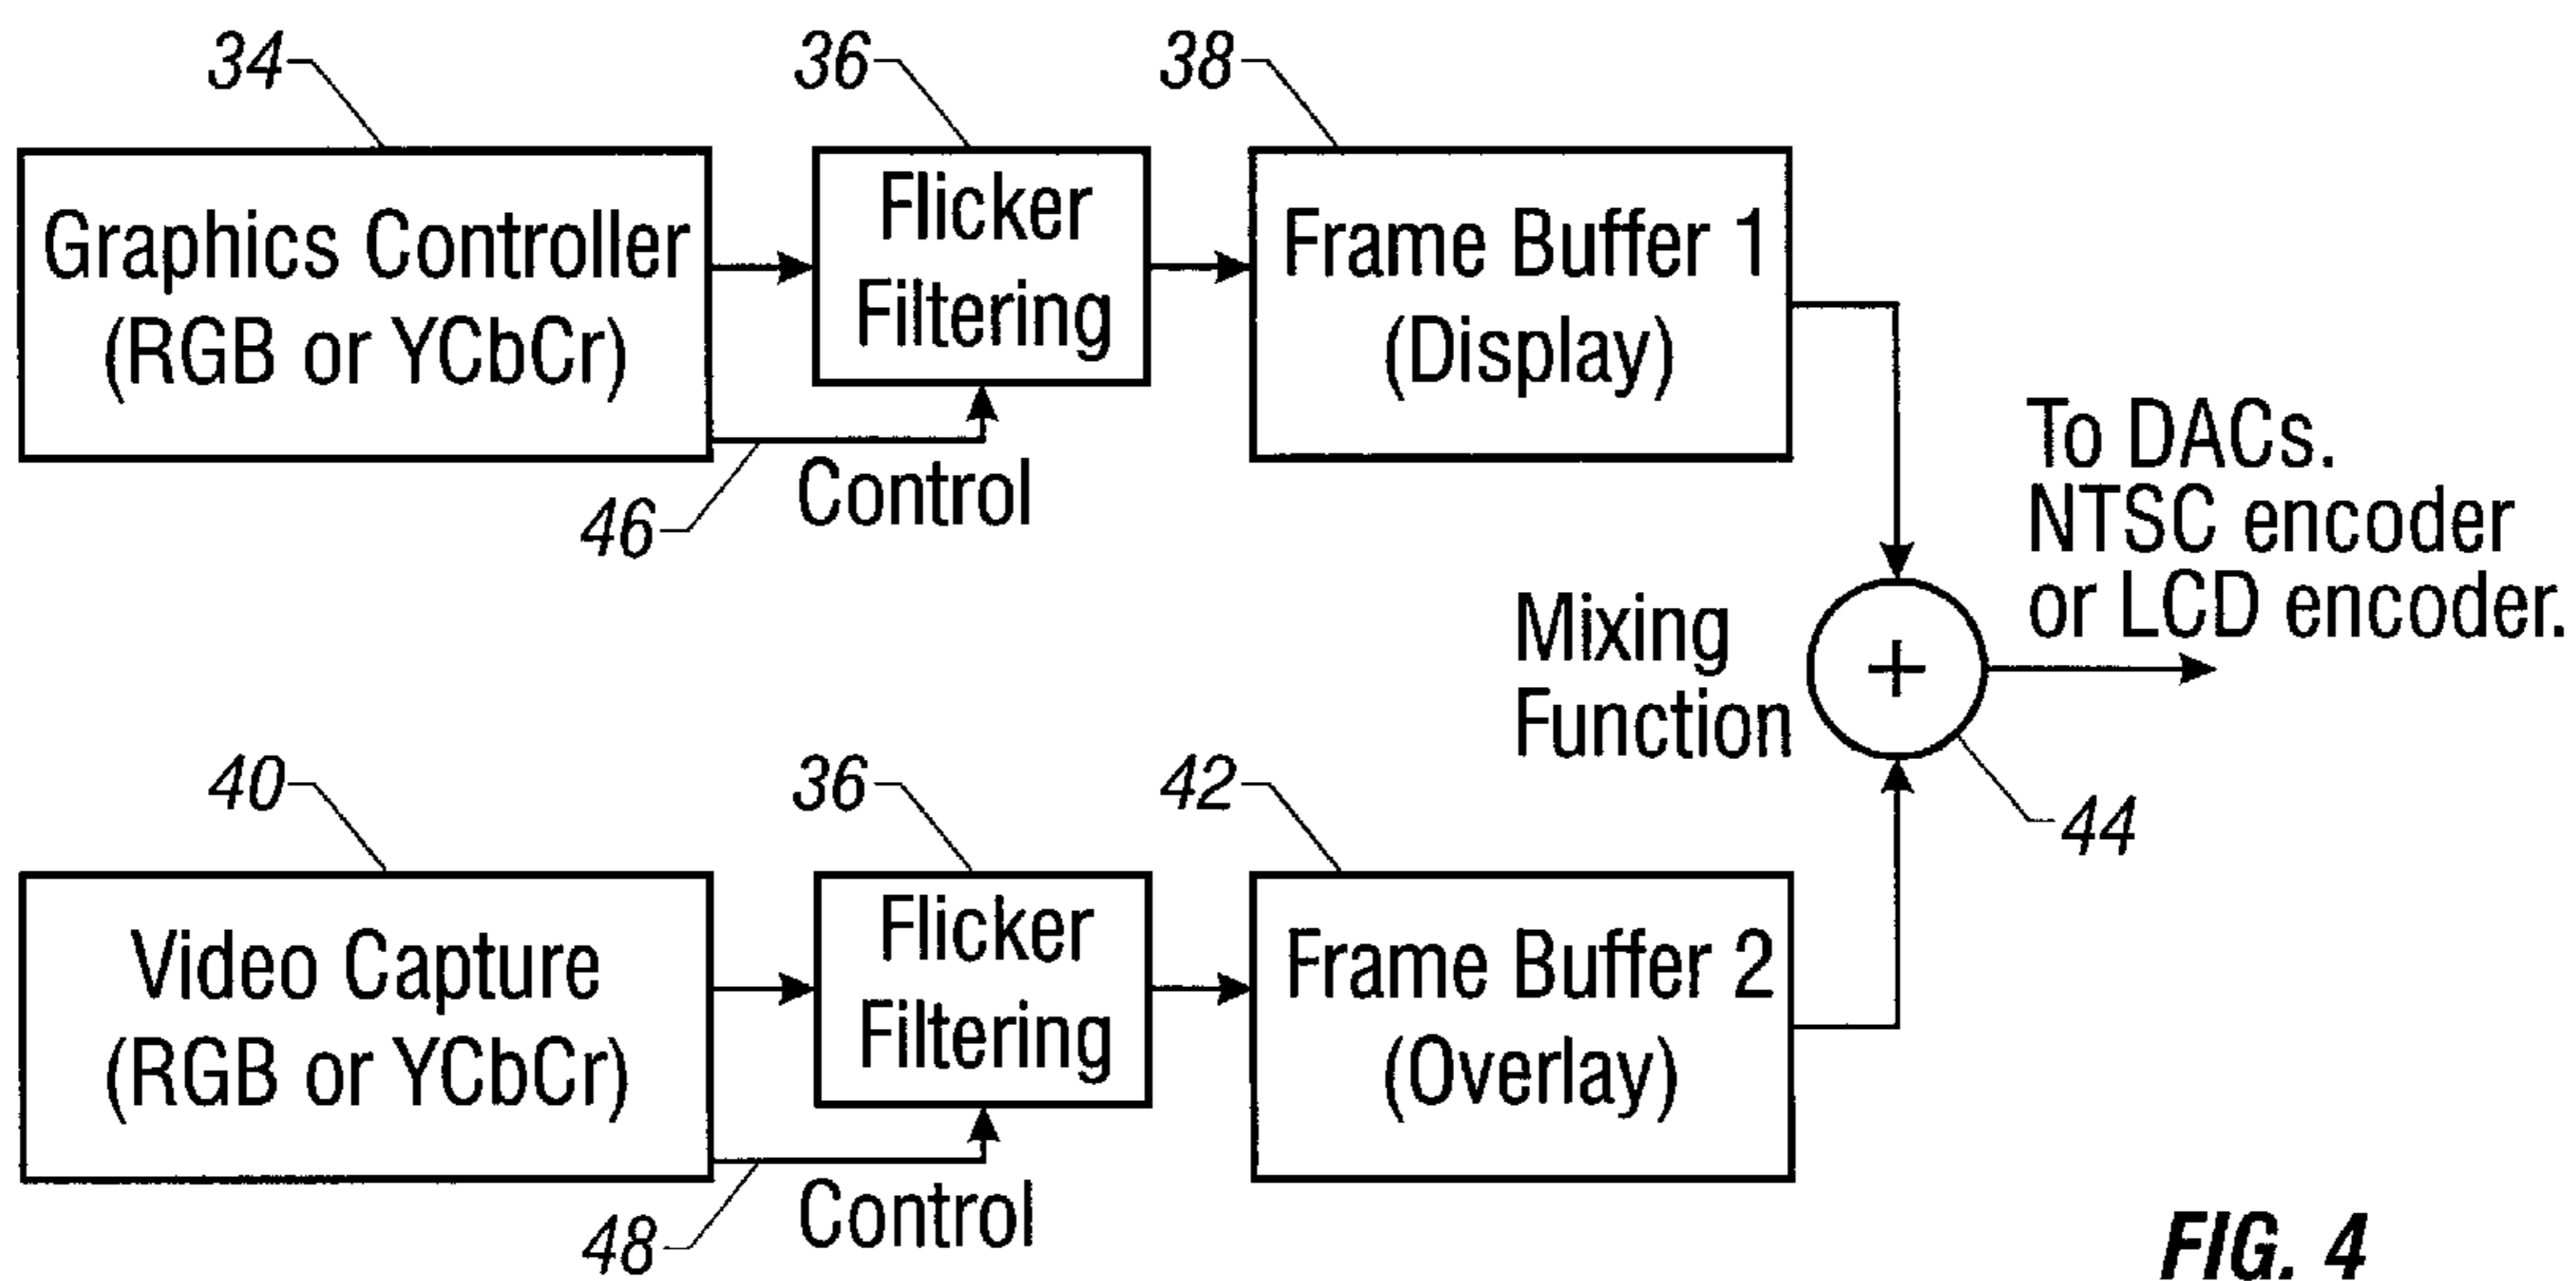 34
36
38
Graphics Controller
(RGB or YCbCr)
Flicker
Filtering
Frame Buffer 1
(Display)
46
Control
To DACs.
NTSC encoder
or LCD encoder.
Mixing
Function
+
44
40
36
42
Video Capture
(RGB or YCbCr)
Flicker
Filtering
Frame Buffer 2
(Overlay)
48
Control
FIG. 4